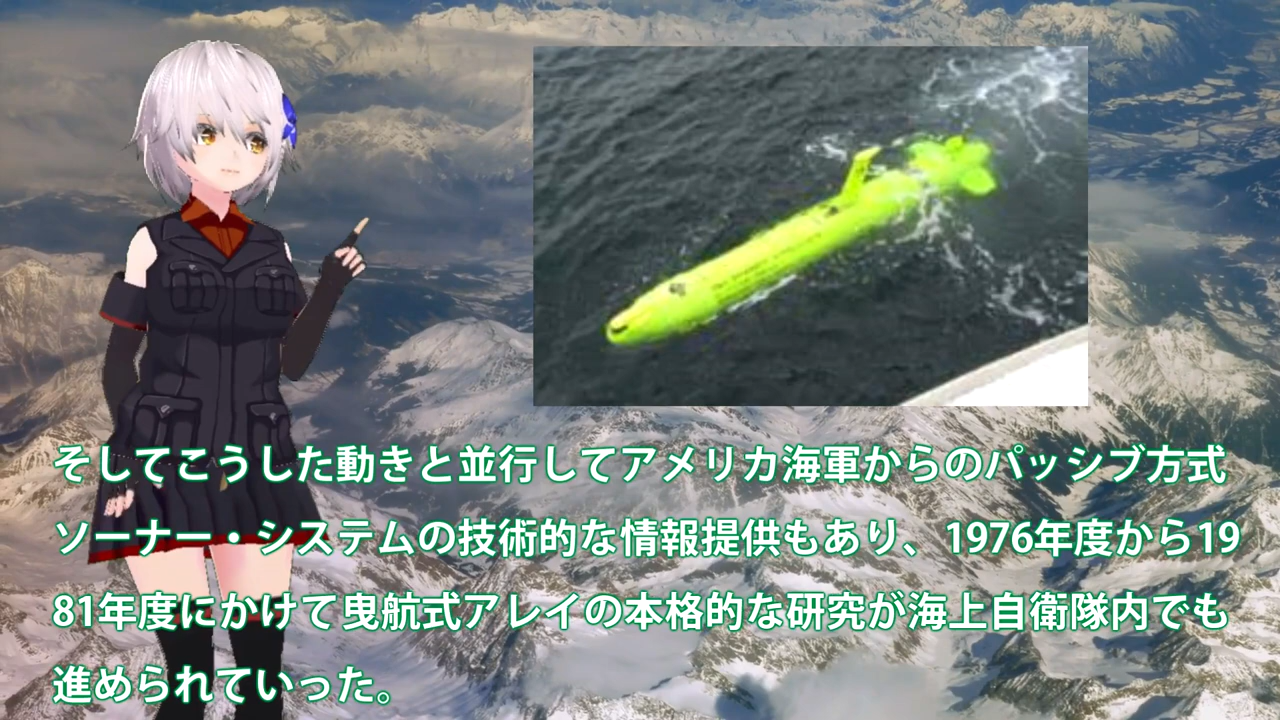 そしてこうした動きと並行してアメリカ海軍からのパッシブ方式
ソーナー・システムの技術的な情報提供もあり、1976年度から19
81年度にかけて曳航式アレイの本格的な研究が海上自衛隊内でも
進められていった。